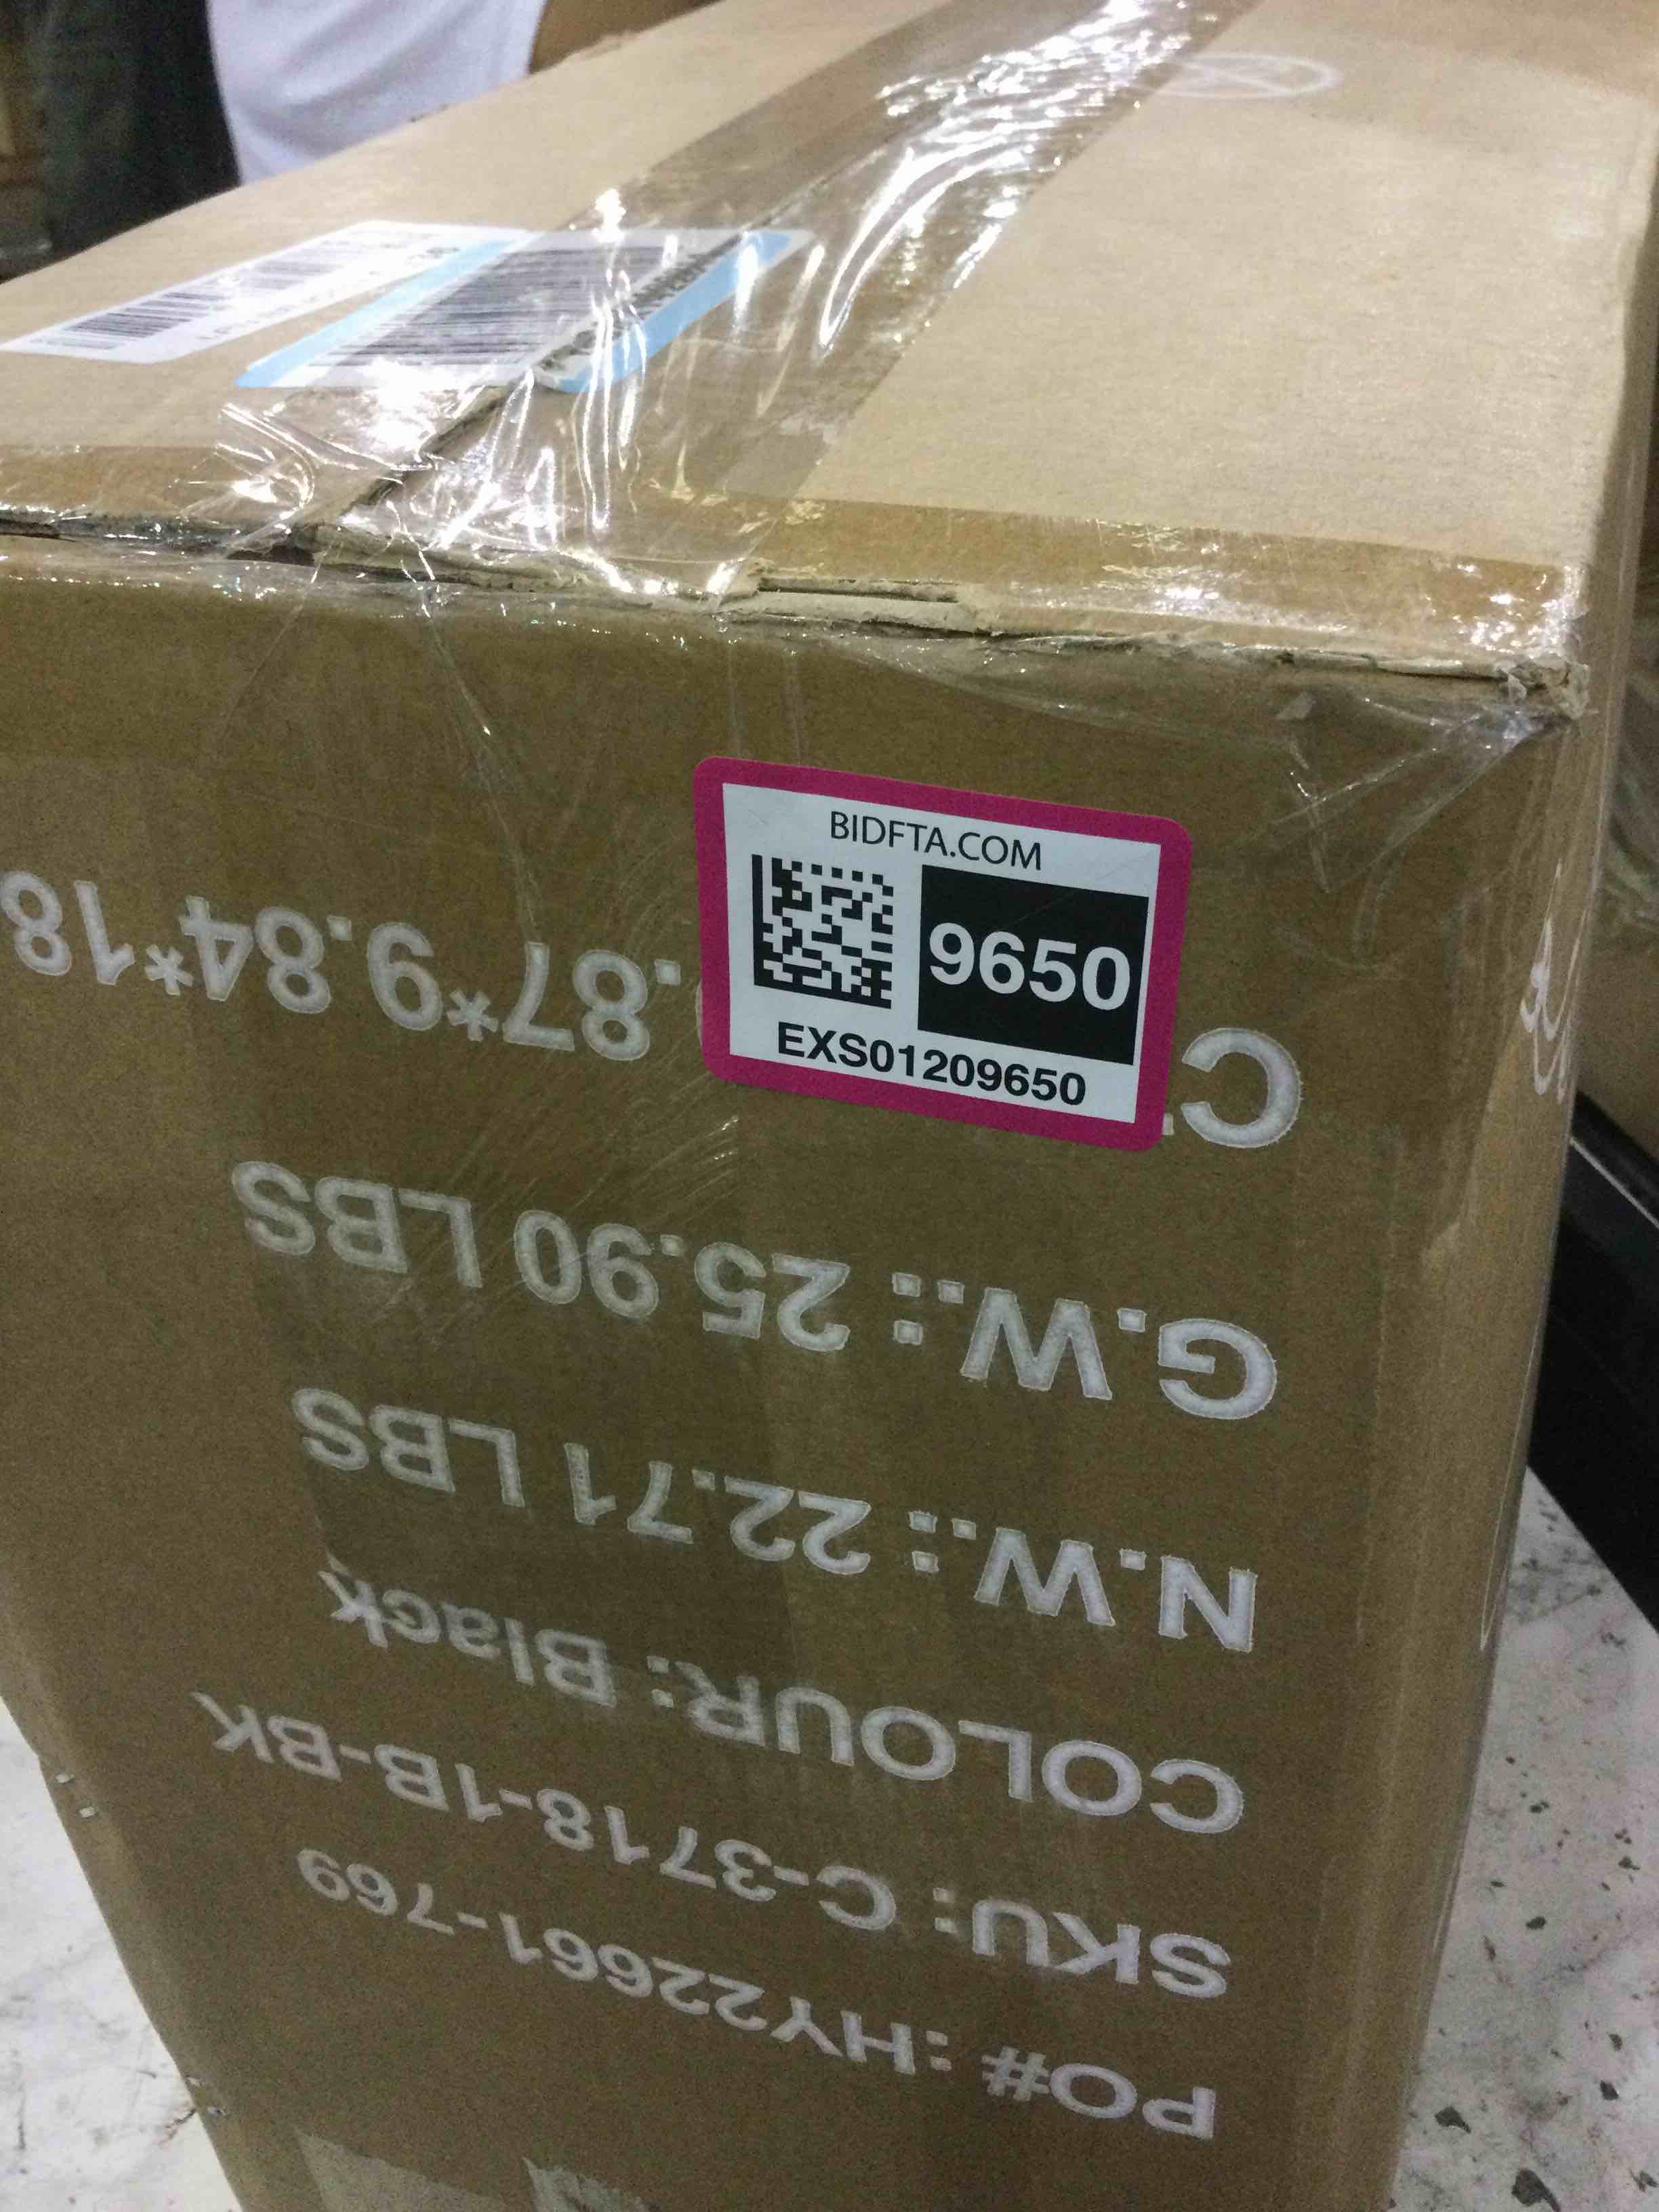 BIDFTA.COM
9650
EXS01209650
PO# :HY22661-769
SKU: C-3718-1B-BK
COLOUR: Black
N.W.: 22.71 LBS
G.W.: 25.90 LBS
.87*9.84*18